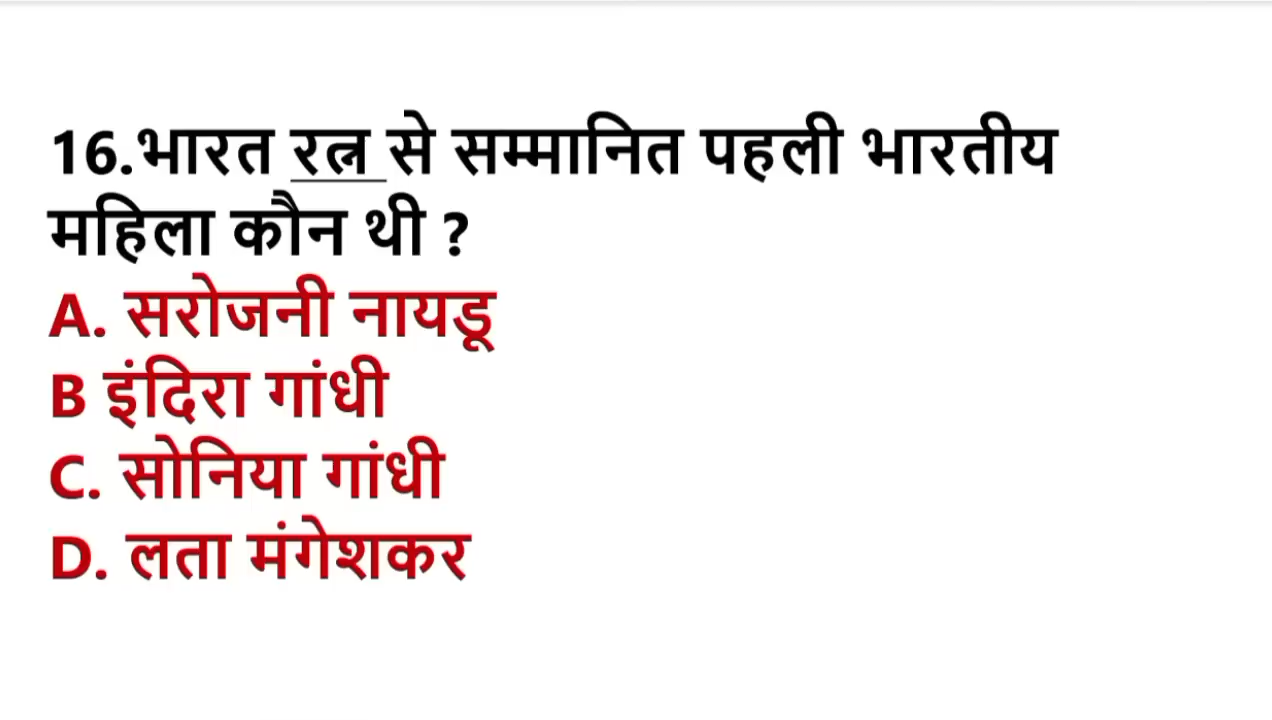 16.भारत रत्न से सम्मानित पहली भारतीय
महिला कौन थी ?
A. सरोजनी नायडू
B इंदिरा गांधी
C. सोनिया गांधी
D. लता मंगेशकर